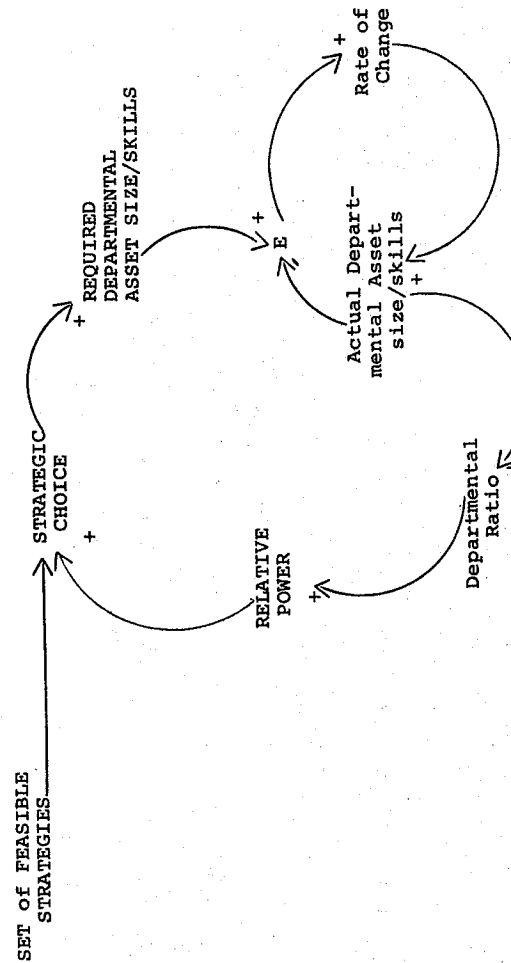 SET of FEASIBLE
STRATEGIES
STRATEGIC
CHOICE
+
+
REQUIRED
DEPARTMENTAL
ASSET SIZE/SKILLS
+
E
+
Rate of
Change
Actual Depart-
mental Asset
size/skills
+
RELATIVE
POWER
+
Departmental
Ratio